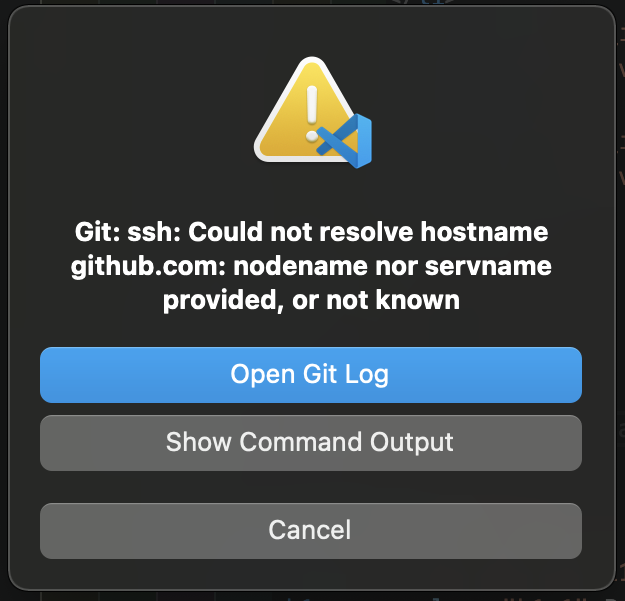 Git: ssh: Could not resolve hostname
github.com: nodename nor servname
provided, or not known
Open Git Log
Show Command Output
Cancel